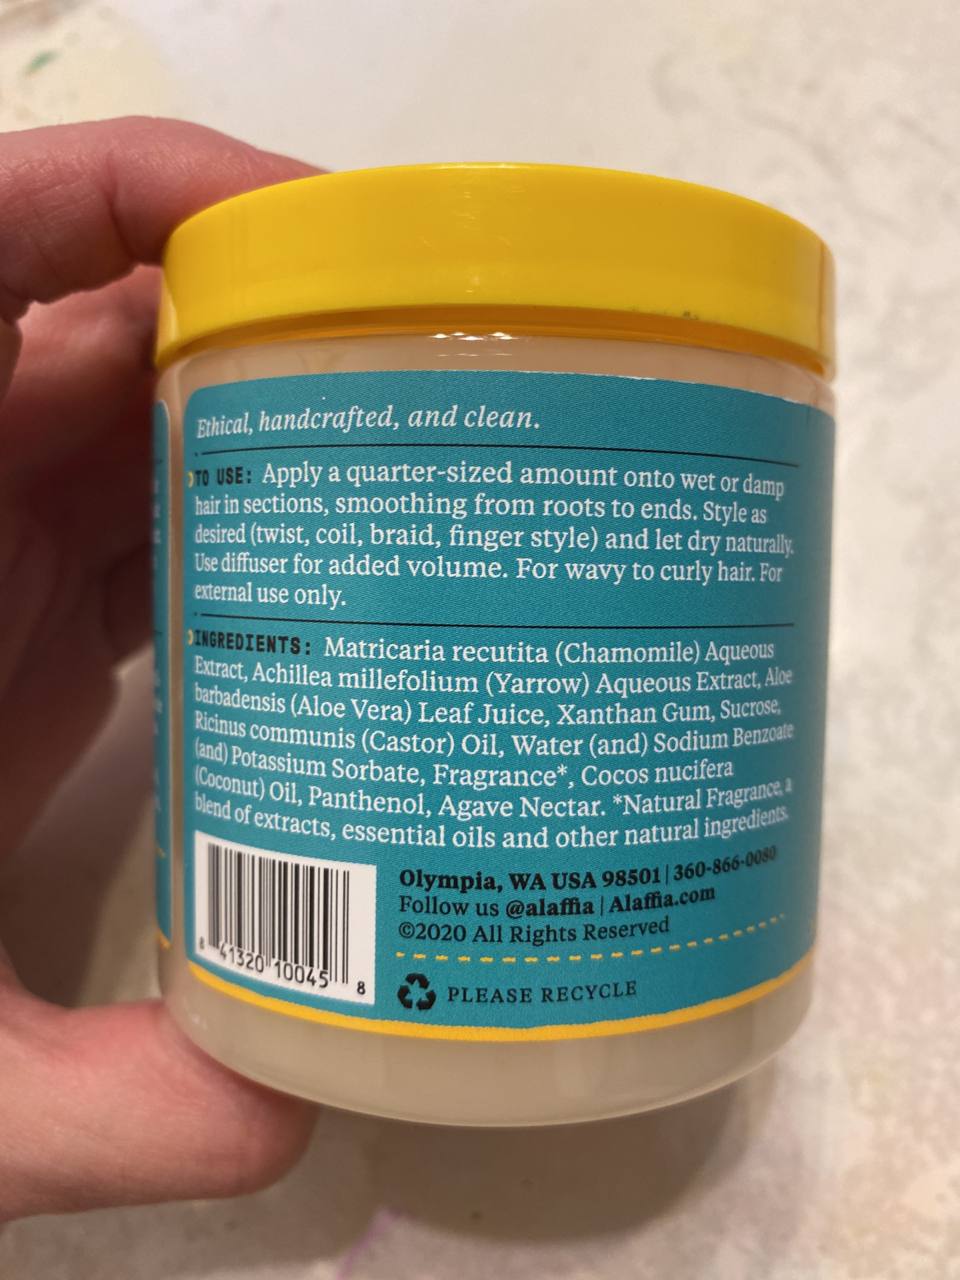 Ethical, handcrafted, and clean.
TO USE: Apply a quarter-sized amount onto wet or damp
hair in sections, smoothing from roots to ends. Style as
desired (twist, coil, braid, finger style) and let dry naturally.
Use diffuser for added volume. For wavy to curly hair. For
external use only.
INGREDIENTS: Matricaria recutita (Chamomile) Aqueous
Extract, Achillea millefolium (Yarrow) Aqueous Extract, Aloe
barbadensis (Aloe Vera) Leaf Juice, Xanthan Gum, Sucrose,
Ricinus communis (Castor) Oil, Water (and) Sodium Benzoate
(and) Potassium Sorbate, Fragrance*, Cocos nucifera
(Coconut) Oil, Panthenol, Agave Nectar. *Natural Fragrance, a
blend of extracts, essential oils and other natural ingredients.
Olympia, WA USA 98501 | 360-866-0080
Follow us @alaffia | Alaffia.com
©2020 All Rights Reserved
PLEASE RECYCLE
8 41320 10045 8